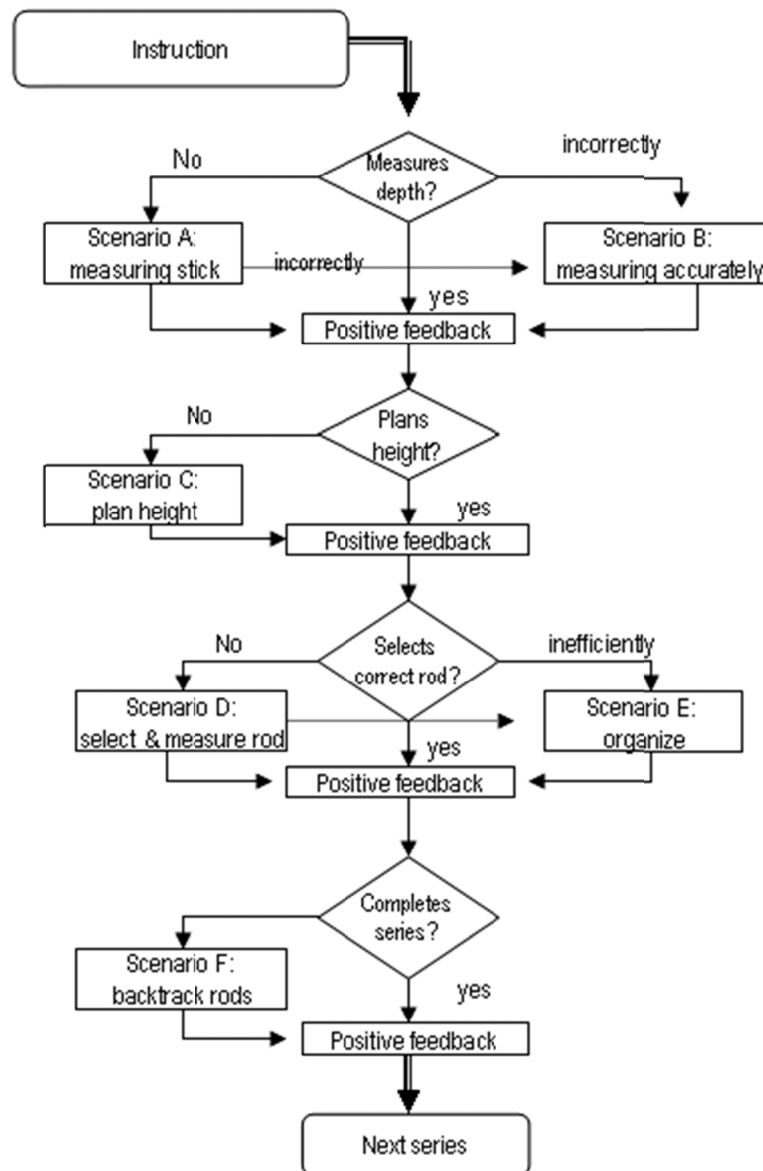 Instruction
Measures
depth?
No
incorrectly
Scenario A:
measuring stick
incorrectly
Scenario B:
measuring accurately
yes
Positive feedback
Plans
height?
No
Scenario C:
plan height
yes
Positive feedback
Selects
correct rod?
No
inefficiently
Scenario D:
select & measure rod
Scenario E:
organize
yes
Positive feedback
Completes
series?
Scenario F:
backtrack rods
yes
Positive feedback
Next series